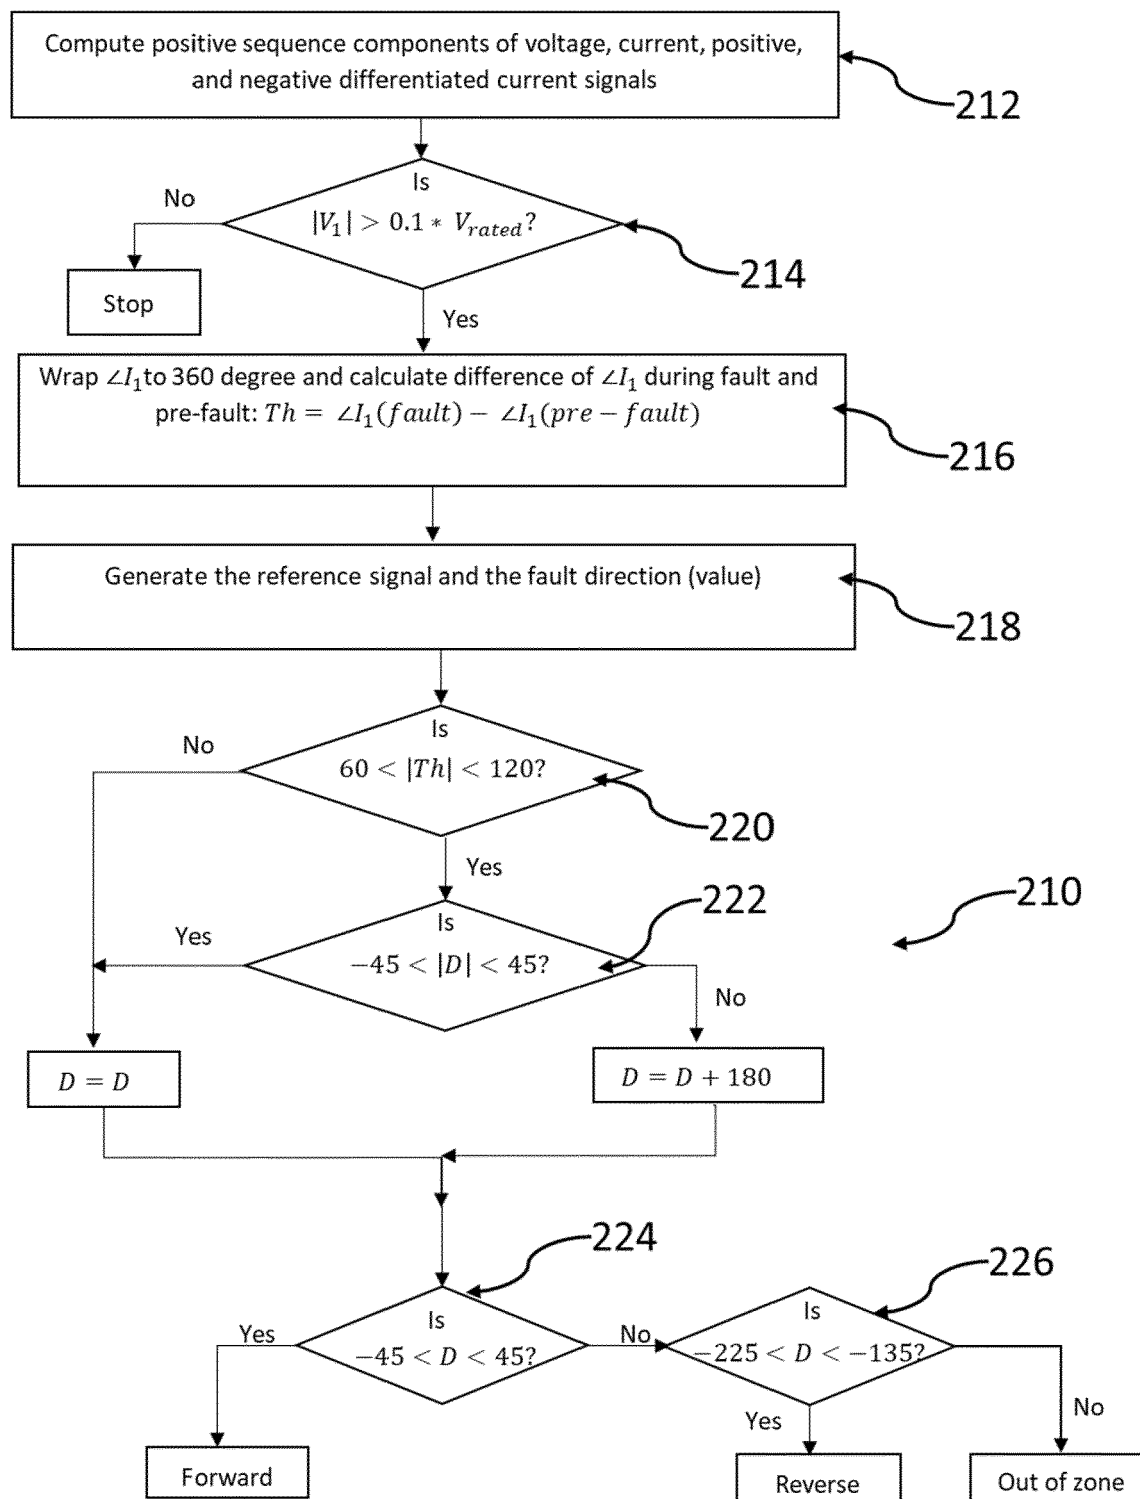 Compute positive sequence components of voltage, current, positive,
and negative differentiated current signals
212
Is
|V₁| > 0.1 * V_rated?
No
214
Stop
Yes
Wrap ∠I₁to 360 degree and calculate difference of ∠I₁ during fault and
pre-fault: Th = ∠I₁(fault) − ∠I₁(pre − fault)
216
Generate the reference signal and the fault direction (value)
218
Is
60 < |Th| < 120?
No
220
Yes
222
Is
−45 < |D| < 45?
Yes
No
210
D = D
D = D + 180
224
226
Is
−45 < D < 45?
Yes
No
Is
−225 < D < −135?
Yes
No
Forward
Reverse
Out of zone